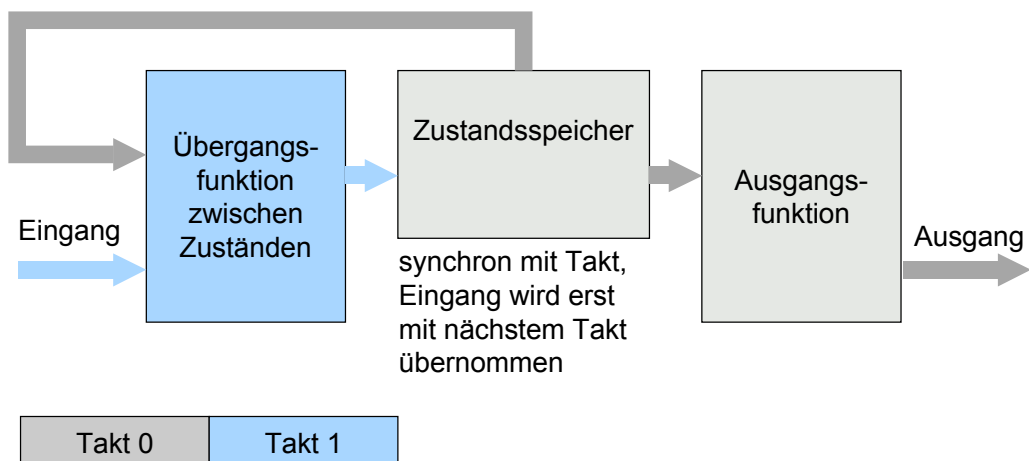 Übergangs-
funktion
zwischen
Zuständen
Zustandsspeicher
Ausgangs-
funktion
Eingang
Ausgang
synchron mit Takt,
Eingang wird erst
mit nächstem Takt
übernommen
Takt 0
Takt 1